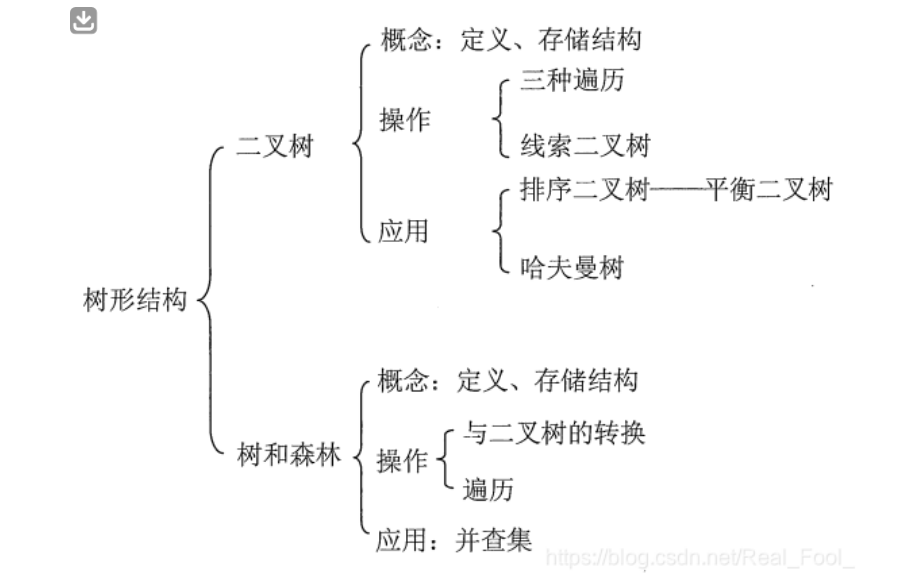 概念：定义、存储结构
三种遍历
操作
线索二叉树
二叉树
排序二叉树——平衡二叉树
应用
哈夫曼树
树形结构
概念：定义、存储结构
与二叉树的转换
树和森林
操作
遍历
应用：并查集
https://blog.csdn.net/Real_Fool_